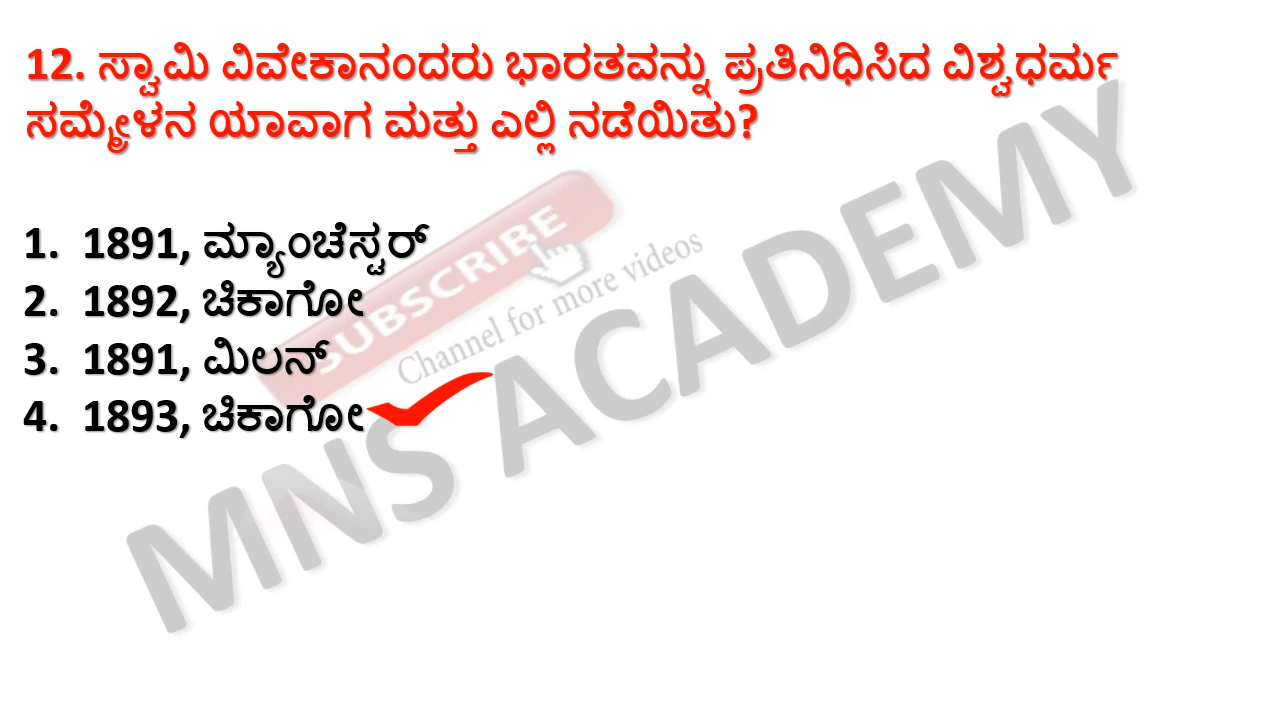 12. ಸ್ವಾಮಿ ವಿವೇಕಾನಂದರು ಭಾರತವನ್ನು ಪ್ರತಿನಿಧಿಸಿದ ವಿಶ್ವಧರ್ಮ
ಸಮ್ಮೇಳನ ಯಾವಾಗ ಮತ್ತು ಎಲ್ಲಿ ನಡೆಯಿತು?
1. 1891, ಮ್ಯಾಂಚೆಸ್ಟರ್
2. 1892, ಚಿಕಾಗೋ
3. 1891, ಮಿಲನ್
4. 1893, ಚಿಕಾಗೋ
SUBSCRIBE
Channel for more videos
MNS ACADEMY